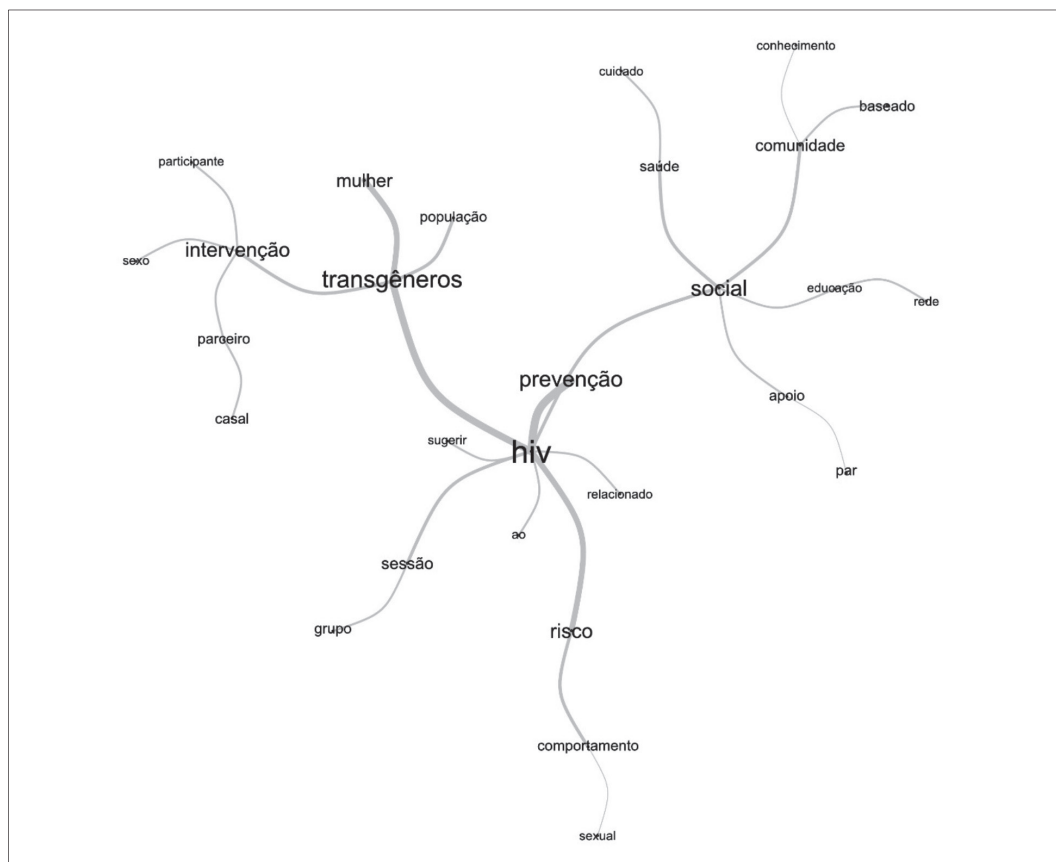 conhecimento
cuidado
baseado
comunidade
participante
saúde
mulher
população
intervenção
sexo
transgêneros
social
educação
rede
parceiro
prevenção
apoio
casal
sugerir
hiv
par
relacionado
ao
sessão
grupo
risco
comportamento
sexual